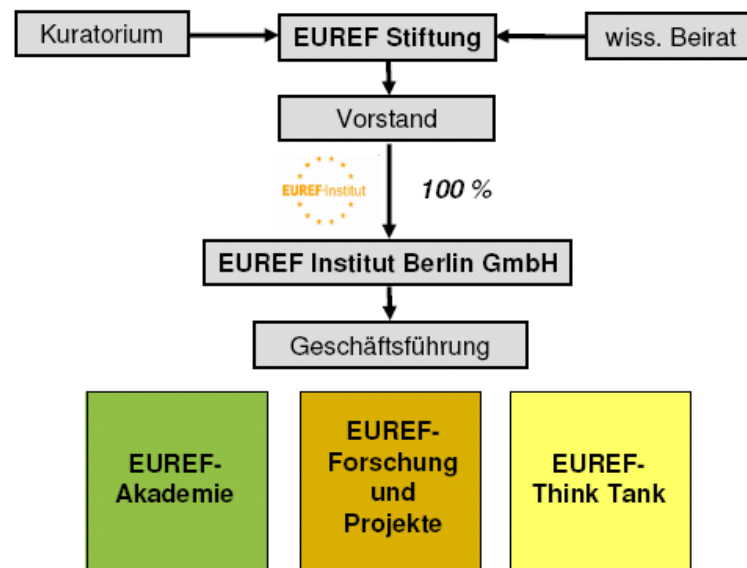 Kuratorium
EUREF Stiftung
wiss. Beirat
Vorstand
EUREF-Institut
100 %
EUREF Institut Berlin GmbH
Geschäftsführung
EUREF-
Akademie
EUREF-
Forschung
und
Projekte
EUREF-
Think Tank